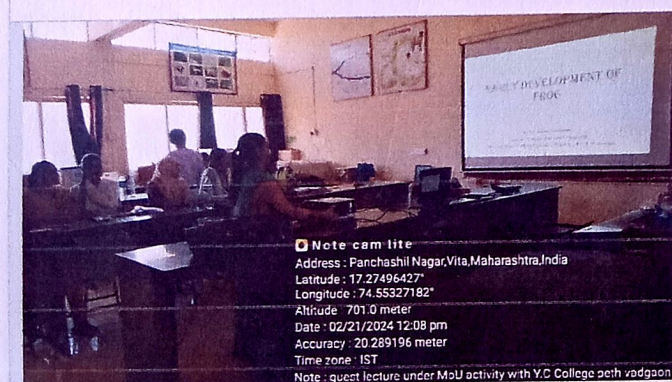 EARLY DEVELOPMENT OF
FROG
Note cam lite
Address : Panchashil Nagar,Vita,Maharashtra,India
Latitude : 17.27496427°
Longitude : 74.55327182°
Altitude : 701.0 meter
Date : 02/21/2024 12:08 pm
Accuracy : 20.289196 meter
Time zone : IST
Note : guest lecture under MoU activity with Y.C College peth vadgaon